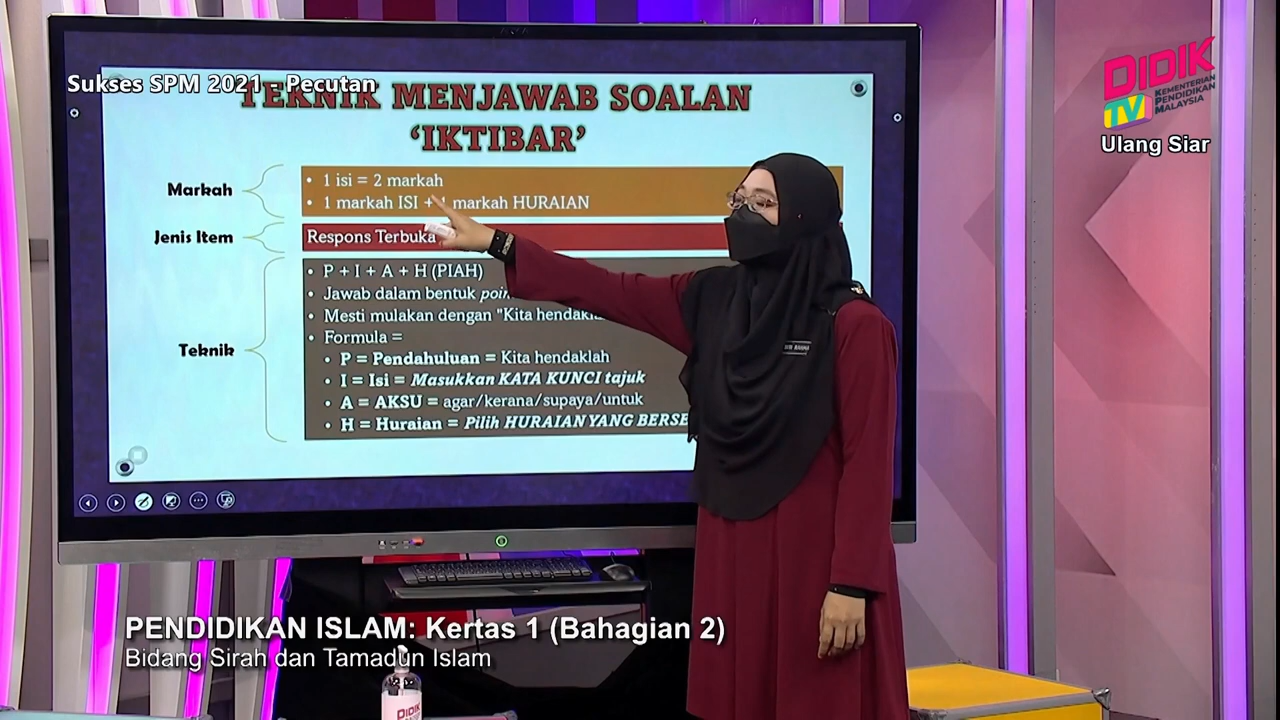 Sukses SPM 2021 - Pecutan
TEKNIK MENJAWAB SOALAN
‘IKTIBAR’
Markah
• 1 isi = 2 markah
• 1 markah ISI + 1 markah HURAIAN
Jenis Item
Respons Terbuka
Teknik
• P + I + A + H (PIAH)
• Jawab dalam bentuk
• Mesti mulakan dengan "Kita
• Formula =
• P = Pendahuluan = Kita hendaklah
• I = Isi = Masukkan KATA KUNCI tajuk
• A = AKSU = agar/kerana/supaya/untuk
• H = Huraian = Pilih HURAIAN YANG
DIDIK
TV
KEMENTERIAN
PENDIDIKAN
MALAYSIA
Ulang Siar
PENDIDIKAN ISLAM: Kertas 1 (Bahagian 2)
Bidang Sirah dan Tamadun Islam
DIDIK